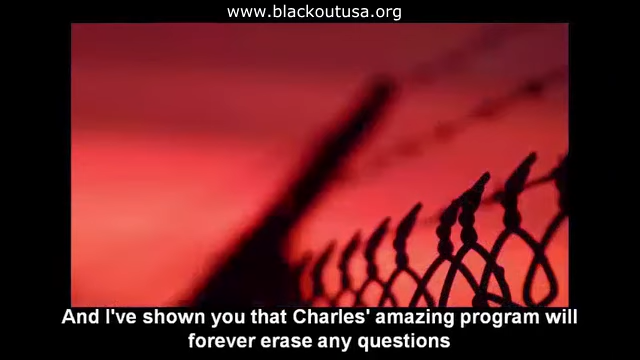 www.blackoutusa.org
And I've shown you that Charles' amazing program will
forever erase any questions